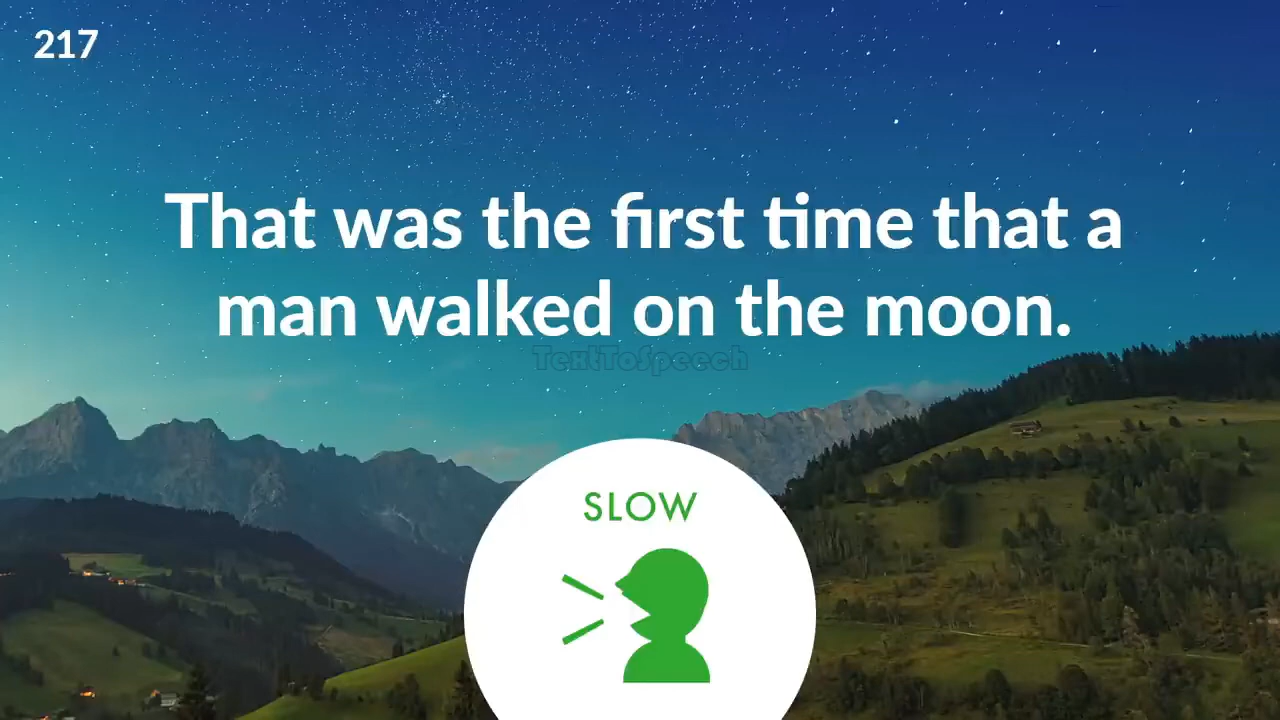 217
That was the first time that a
man walked on the moon.
TextToSpeech
SLOW